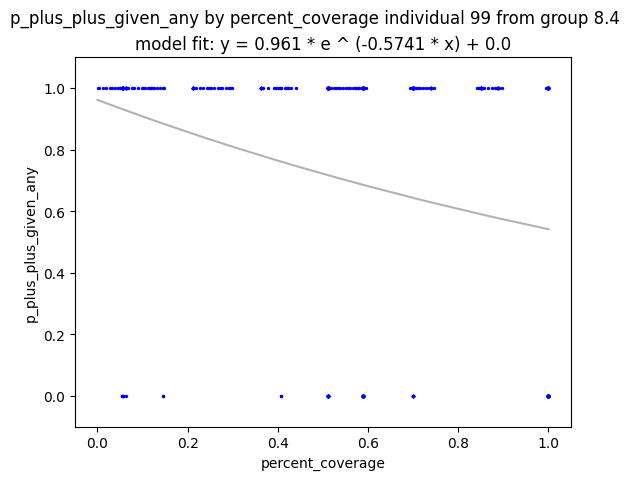 p_plus_plus_given_any by percent_coverage individual 99 from group 8.4
model fit: y = 0.961 * e ^ (-0.5741 * x) + 0.0
1.0
0.8
0.6
0.4
0.2
0.0
p_plus_plus_given_any
0.0 0.2 0.4 0.6 0.8 1.0
percent_coverage